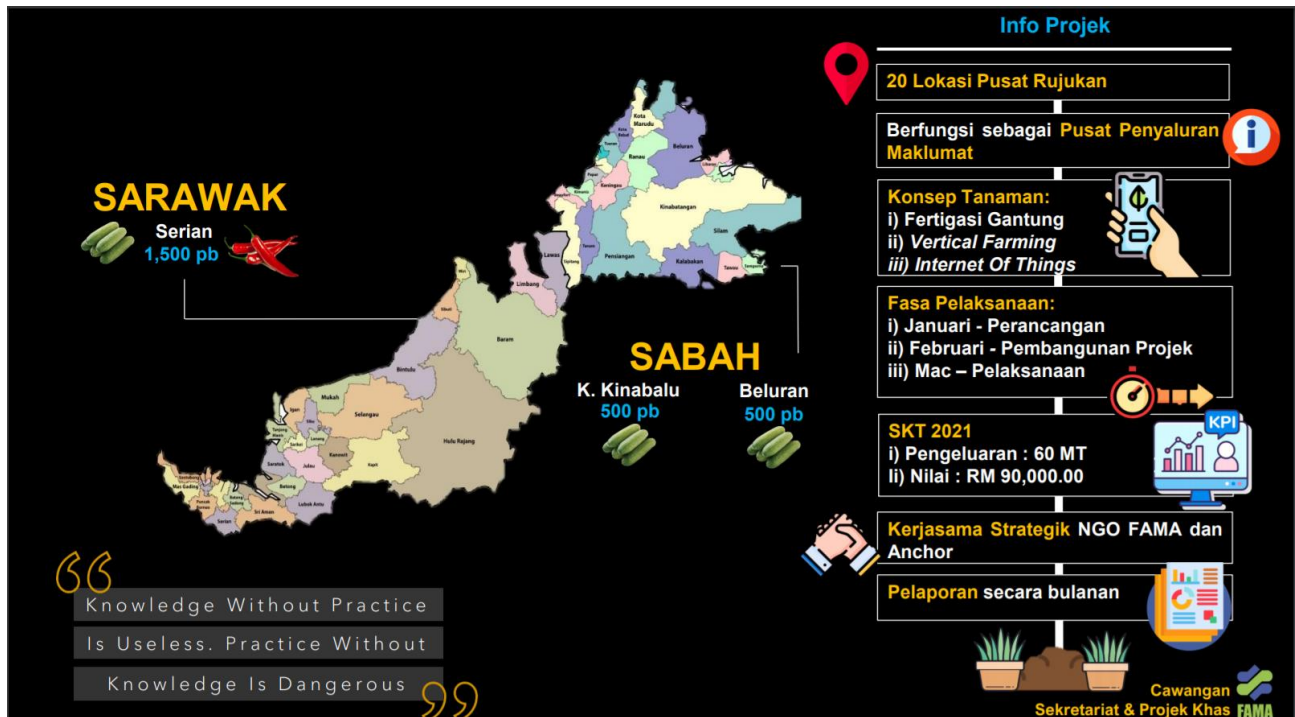 Info Projek
20 Lokasi Pusat Rujukan
Berfungsi sebagai Pusat Penyaluran
Maklumat
Konsep Tanaman:
i) Fertigasi Gantung
ii) Vertical Farming
iii) Internet Of Things
Fasa Pelaksanaan:
i) Januari - Perancangan
ii) Februari - Pembangunan Projek
iii) Mac – Pelaksanaan
SKT 2021
i) Pengeluaran : 60 MT
Ii) Nilai : RM 90,000.00
KPI
Kerjasama Strategik NGO FAMA dan
Anchor
Pelaporan secara bulanan
Cawangan
Sekretariat & Projek Khas
FAMA
SARAWAK
Serian
1,500 pb
SABAH
K. Kinabalu
500 pb
Beluran
500 pb
Kota
Marudu
Ranau
Beluran
Keningau
Kinabatangan
Silam
Pensiangan
Kalabakan
Tawau
Lawas
Limbang
Baram
Bintulu
Mukah
Selangau
Hulu Rajang
Kapit
Kanowit
Julau
Saratok
Betong
Lubok Antu
Sri Aman
Serian
Mas Gading
Igan
Knowledge Without Practice
Is Useless. Practice Without
Knowledge Is Dangerous